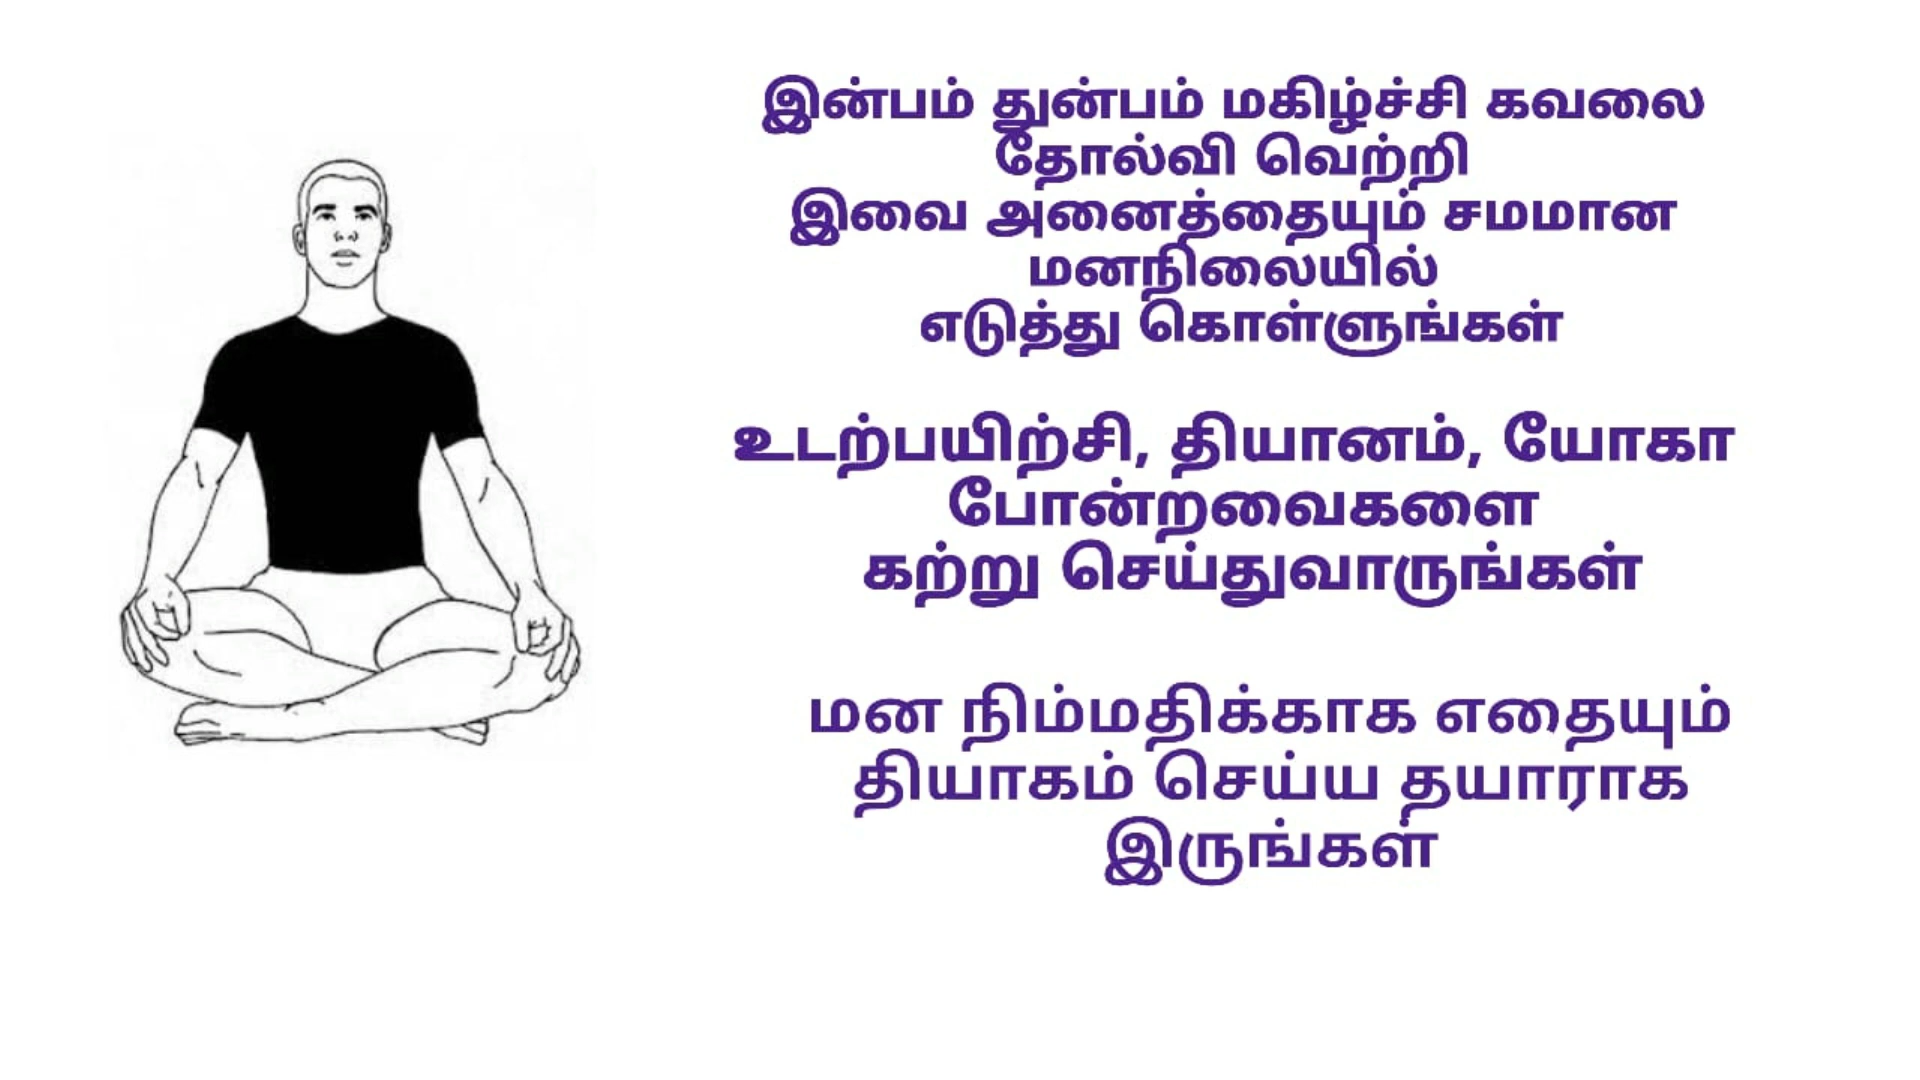 இன்பம் துன்பம் மகிழ்ச்சி கவலை
தோல்வி வெற்றி
இவை அனைத்தையும் சமமான
மனநிலையில்
எடுத்து கொள்ளுங்கள்
உடற்பயிற்சி, தியானம், யோகா
போன்றவைகளை
கற்று செய்துவாருங்கள்
மன நிம்மதிக்காக எதையும்
தியாகம் செய்ய தயாராக
இருங்கள்